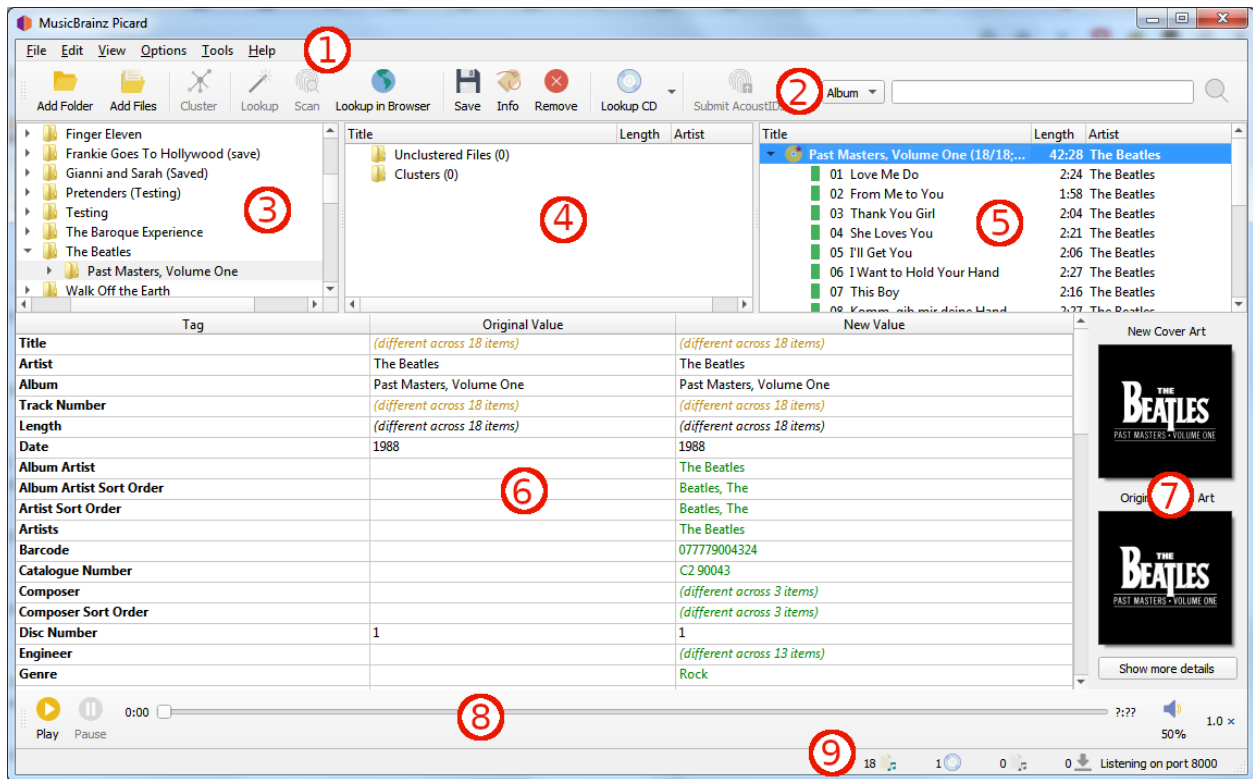 MusicBrainz Picard
File Edit View Options Tools Help
1
Add Folder Add Files Cluster Lookup Scan Lookup in Browser Save Info Remove Lookup CD Submit AcoustIDs
2
Album
Finger Eleven
Frankie Goes To Hollywood (save)
Gianni and Sarah (Saved)
Pretenders (Testing)
Testing
The Baroque Experience
The Beatles
Past Masters, Volume One
Walk Off the Earth
3
Title Length Artist
Unclustered Files (0)
Clusters (0)
4
Title Length Artist
Past Masters, Volume One (18/18;... 42:28 The Beatles
01 Love Me Do 2:24 The Beatles
02 From Me to You 1:58 The Beatles
03 Thank You Girl 2:04 The Beatles
04 She Loves You 2:21 The Beatles
05 I'll Get You 2:06 The Beatles
06 I Want to Hold Your Hand 2:27 The Beatles
07 This Boy 2:16 The Beatles
08 Komm, gib mir deine Hand 2:27 The Beatles
5
Tag Original Value New Value
Title (different across 18 items) (different across 18 items)
Artist The Beatles The Beatles
Album Past Masters, Volume One Past Masters, Volume One
Track Number (different across 18 items) (different across 18 items)
Length (different across 18 items) (different across 18 items)
Date 1988 1988
Album Artist The Beatles
Album Artist Sort Order Beatles, The
Artist Sort Order Beatles, The
Artists The Beatles
Barcode 077779004324
Catalogue Number C2 90043
Composer (different across 3 items)
Composer Sort Order (different across 3 items)
Disc Number 1 1
Engineer (different across 13 items)
Genre Rock
6
New Cover Art
THE
BEATLES
PAST MASTERS • VOLUME ONE
7
Art
THE
BEATLES
PAST MASTERS • VOLUME ONE
Show more details
Play Pause 0:00 8 ?:?? 50% 1.0 ×
9
18 1 0 0 Listening on port 8000